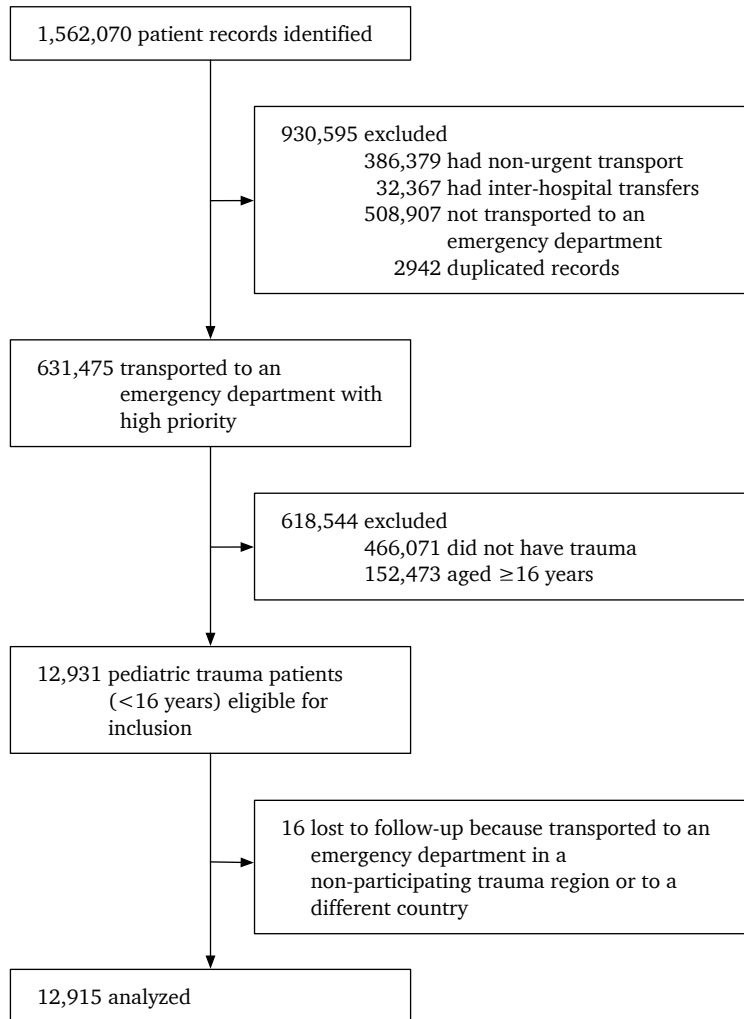 1,562,070 patient records identified
930,595 excluded
386,379 had non-urgent transport
32,367 had inter-hospital transfers
508,907 not transported to an
emergency department
2942 duplicated records
631,475 transported to an
emergency department with
high priority
618,544 excluded
466,071 did not have trauma
152,473 aged ≥16 years
12,931 pediatric trauma patients
(<16 years) eligible for
inclusion
16 lost to follow-up because transported to an
emergency department in a
non-participating trauma region or to a
different country
12,915 analyzed